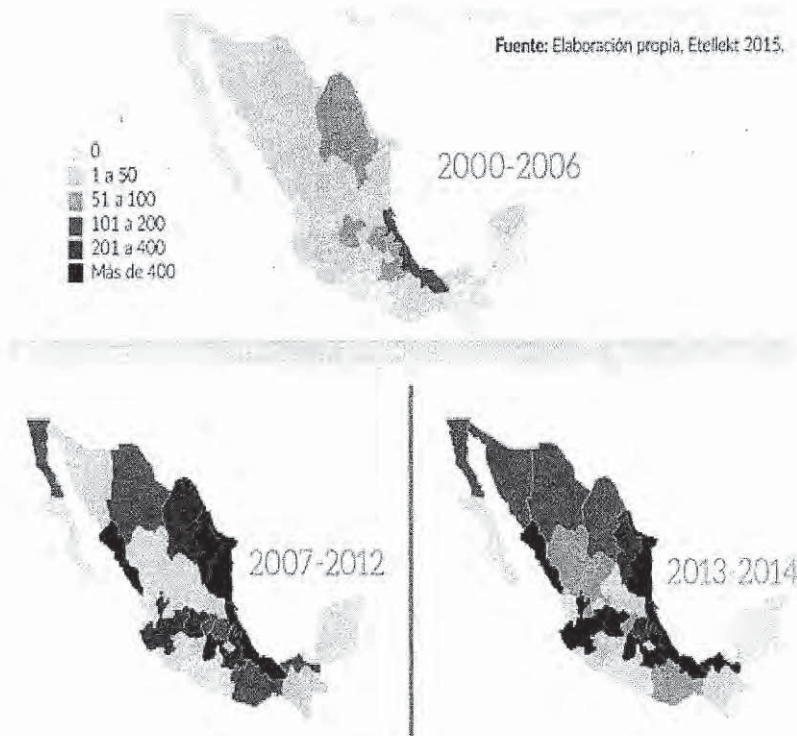 Fuente: Elaboración propia, Etellekt 2015.
0
1 a 50
51 a 100
101 a 200
201 a 400
Más de 400
2000-2006
2007-2012
2013-2014